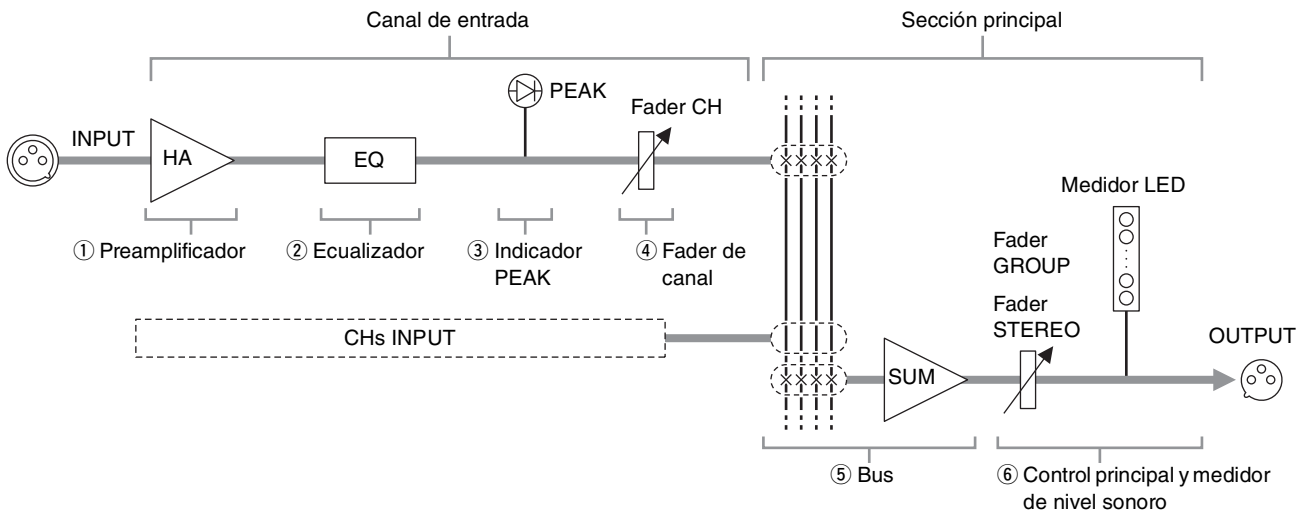 Canal de entrada
Sección principal
PEAK
Fader CH
INPUT
HA
EQ
Medidor LED
① Preamplificador
② Ecualizador
③ Indicador
PEAK
④ Fader de
canal
Fader
GROUP
Fader
STEREO
CHs INPUT
OUTPUT
SUM
⑤ Bus
⑥ Control principal y medidor
de nivel sonoro